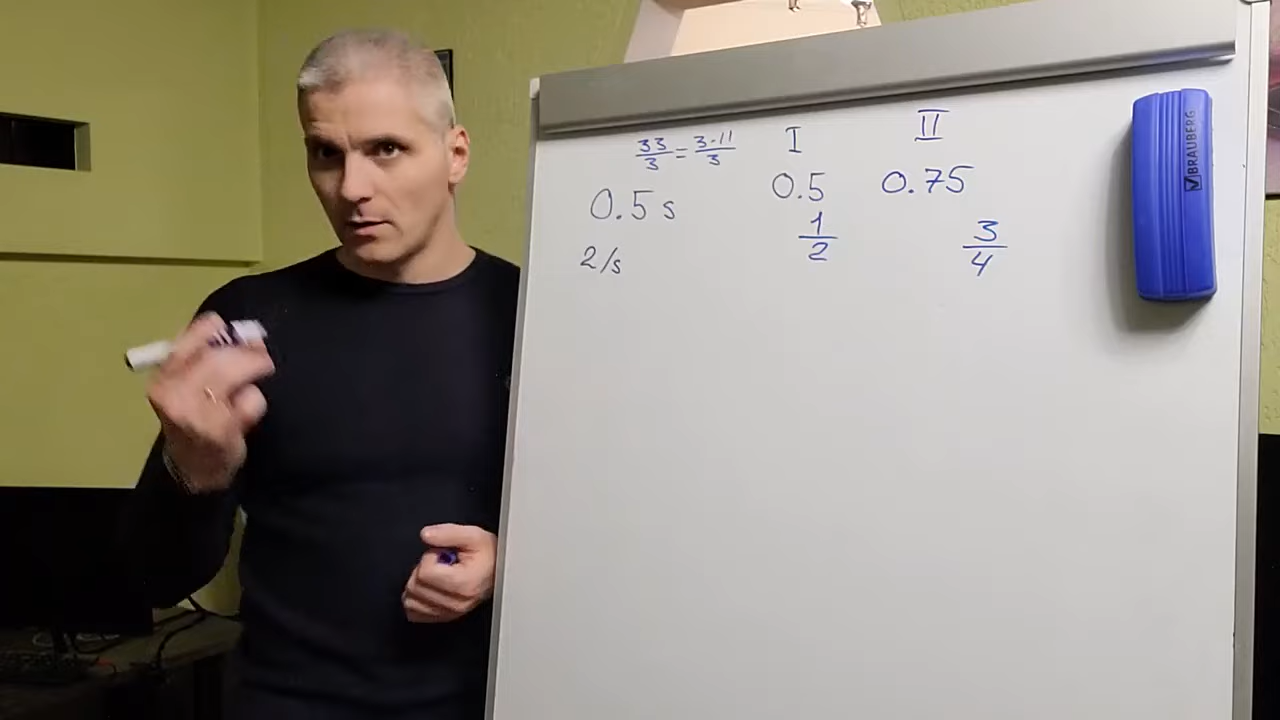 33/3 = 3·11/3
I
II
0.5 s
0.5
0.75
2/s
1/2
3/4
BRAUBERG